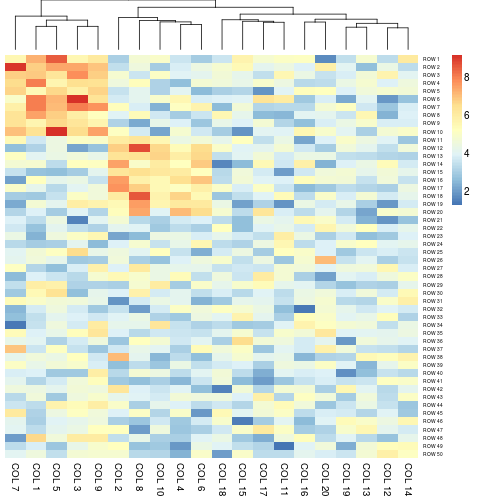 ROW 1
ROW 2
ROW 3
ROW 4
ROW 5
ROW 6
ROW 7
ROW 8
ROW 9
ROW 10
ROW 11
ROW 12
ROW 13
ROW 14
ROW 15
ROW 16
ROW 17
ROW 18
ROW 19
ROW 20
ROW 21
ROW 22
ROW 23
ROW 24
ROW 25
ROW 26
ROW 27
ROW 28
ROW 29
ROW 30
ROW 31
ROW 32
ROW 33
ROW 34
ROW 35
ROW 36
ROW 37
ROW 38
ROW 39
ROW 40
ROW 41
ROW 42
ROW 43
ROW 44
ROW 45
ROW 46
ROW 47
ROW 48
ROW 49
ROW 50
8
6
4
2
COL 7
COL 1
COL 5
COL 3
COL 9
COL 2
COL 8
COL 10
COL 4
COL 6
COL 18
COL 15
COL 17
COL 11
COL 16
COL 20
COL 19
COL 13
COL 12
COL 14